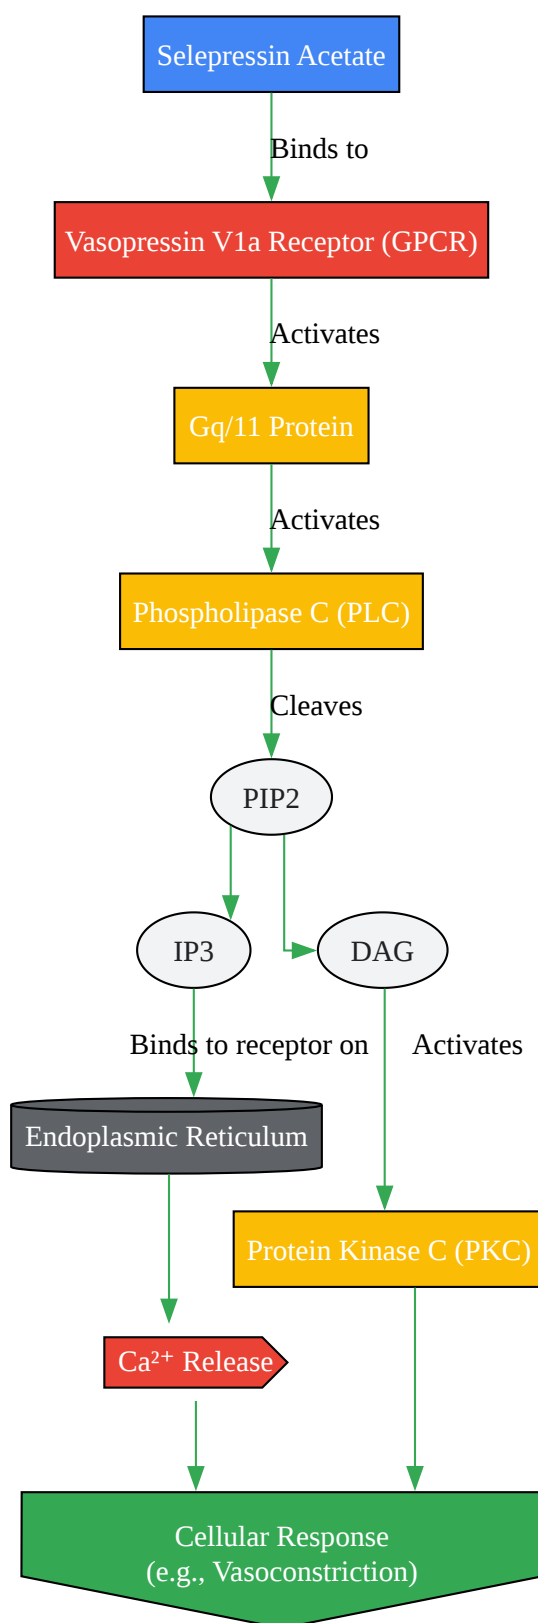 Selepressin Acetate
Binds to
Vasopressin V1a Receptor (GPCR)
Activates
Gq/11 Protein
Activates
Phospholipase C (PLC)
Cleaves
PIP2
IP3
DAG
Binds to receptor on
Activates
Endoplasmic Reticulum
Protein Kinase C (PKC)
Ca²⁺ Release
Cellular Response
(e.g., Vasoconstriction)